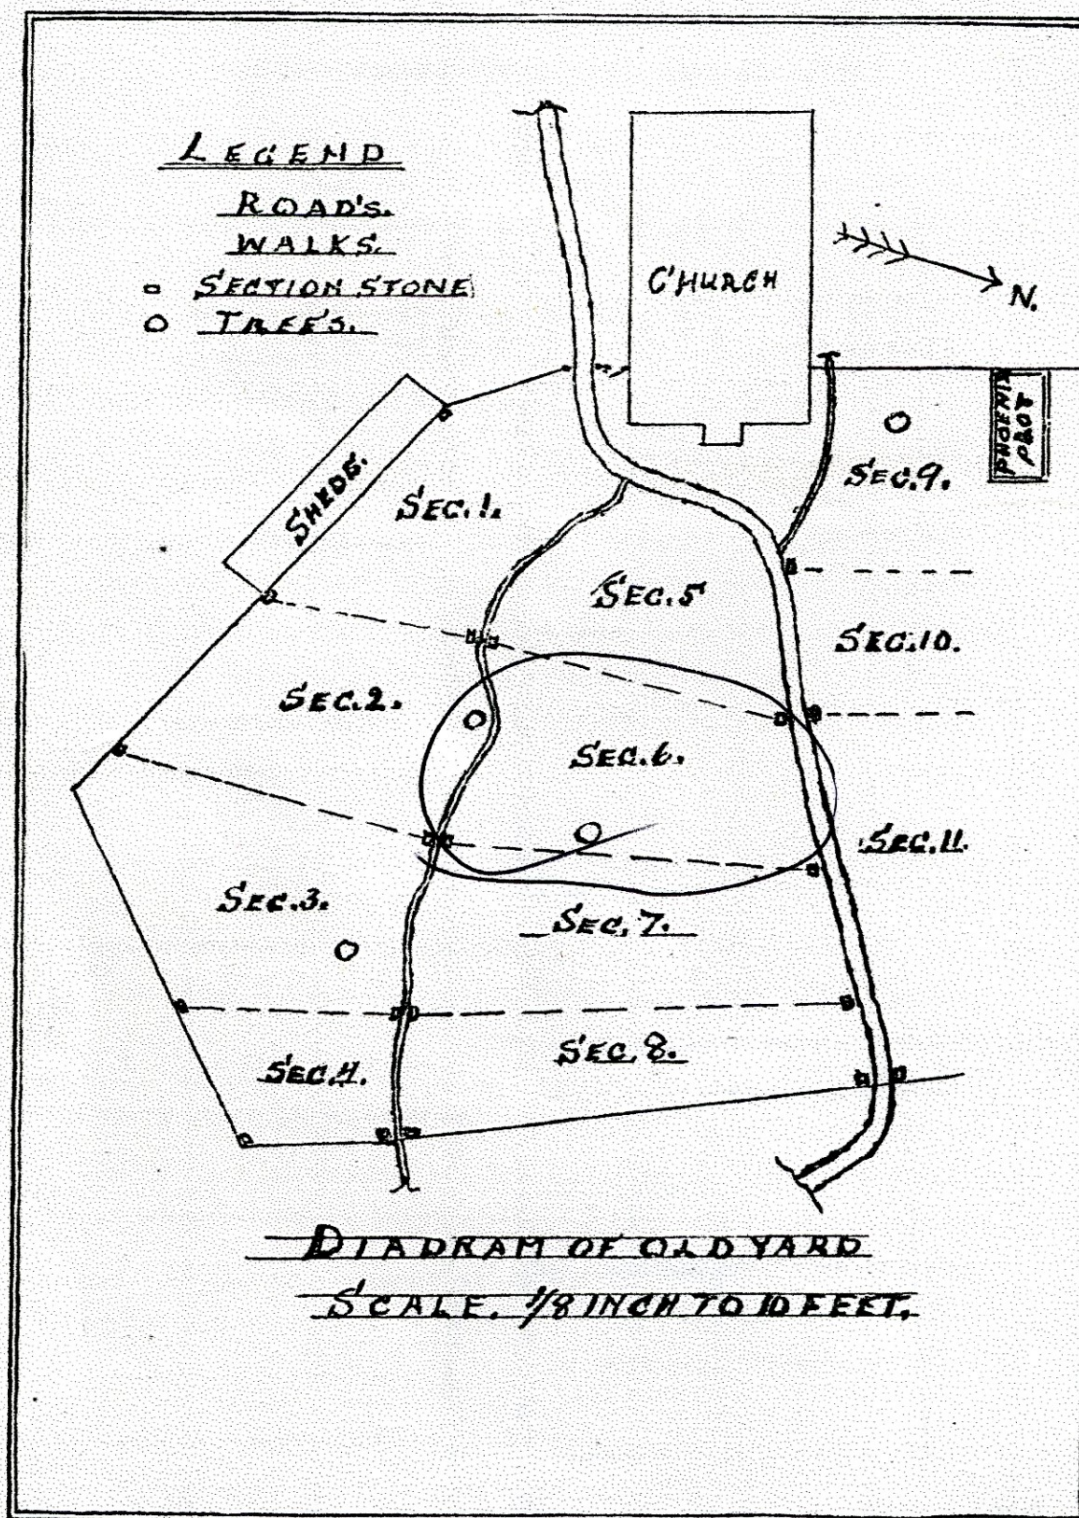 LEGEND
ROAD'S.
WALKS.
SECTION STONE
TREE'S.
CHURCH
N.
PHOENIX
PLOT
SHEDS.
SEC. 1.
SEC. 9.
SEC. 5
SEC. 10.
SEC. 2.
SEC. 6.
SEC. 11.
SEC. 3.
SEC. 7.
SEC. 4.
SEC. 8.
DIADRAM OF OLD YARD
SCALE. 1/8 INCH TO 10 FEET.